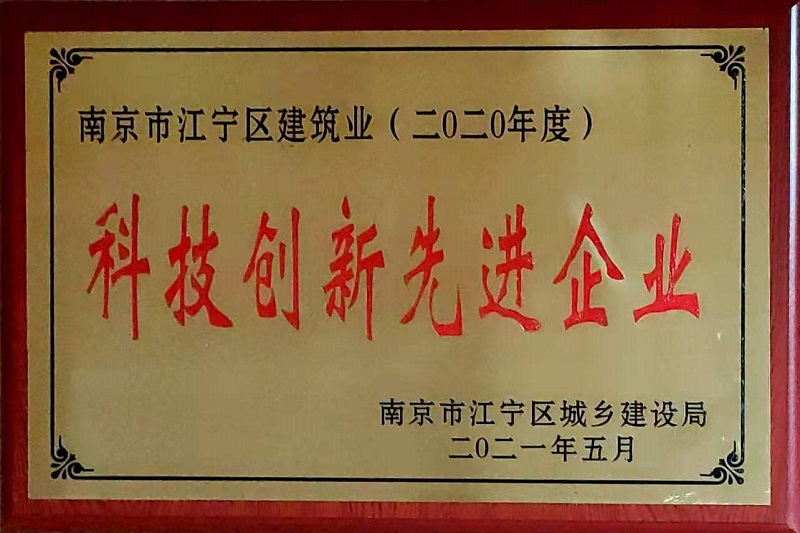 南京市江宁区建筑业（二0二0年度）
科技创新先进企业
南京市江宁区城乡建设局
二0二一年五月